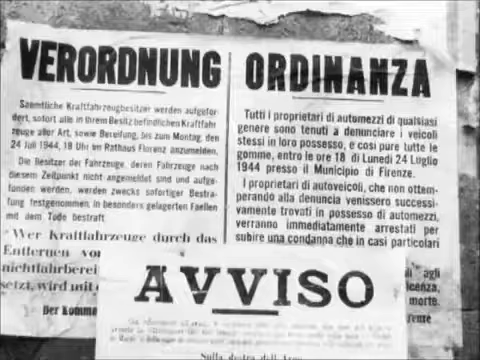 VERORDNUNG
Saemtliche Kraftfahrzeugbesitzer werden aufgefor-
dert, sofort alle in ihrem Besitz befindlichen Kraftfahr-
zeuge aller Art, sowie Bereifung, bis zum Montag, den
24 Juli 1944, 18 Uhr im Rathaus Florenz anzumelden.
Die Besitzer der Fahrzeuge, deren Fahrzeuge nach
diesem Zeitpunkt nicht angemeldet sind und aufge-
funden werden, werden zwecks sofortiger Bestra-
fung festgenommen, in besonders gelagerten Faellen
mit dem Tode bestraft.
Wer Kraftfahrzeuge durch das
Entfernen
nichtfahrberei
setzt, wird mit
Der Komma
ORDINANZA
Tutti i proprietari di automezzi di qualsiasi
genere sono tenuti a denunciare i veicoli
stessi in loro possesso, e cosi pure tutte le
gomme, entro le ore 18 di Lunedì 24 Luglio
1944 presso il Municipio di Firenze.
I proprietari di autoveicoli, che non ottem-
perando alla denuncia venissero successi-
vamente trovati in possesso di automezzi,
verranno immediatamente arrestati per
subire una condanna che in casi particolari
agli
icenza,
morte.
rente
AVVISO
Sulla destra dell'Arno